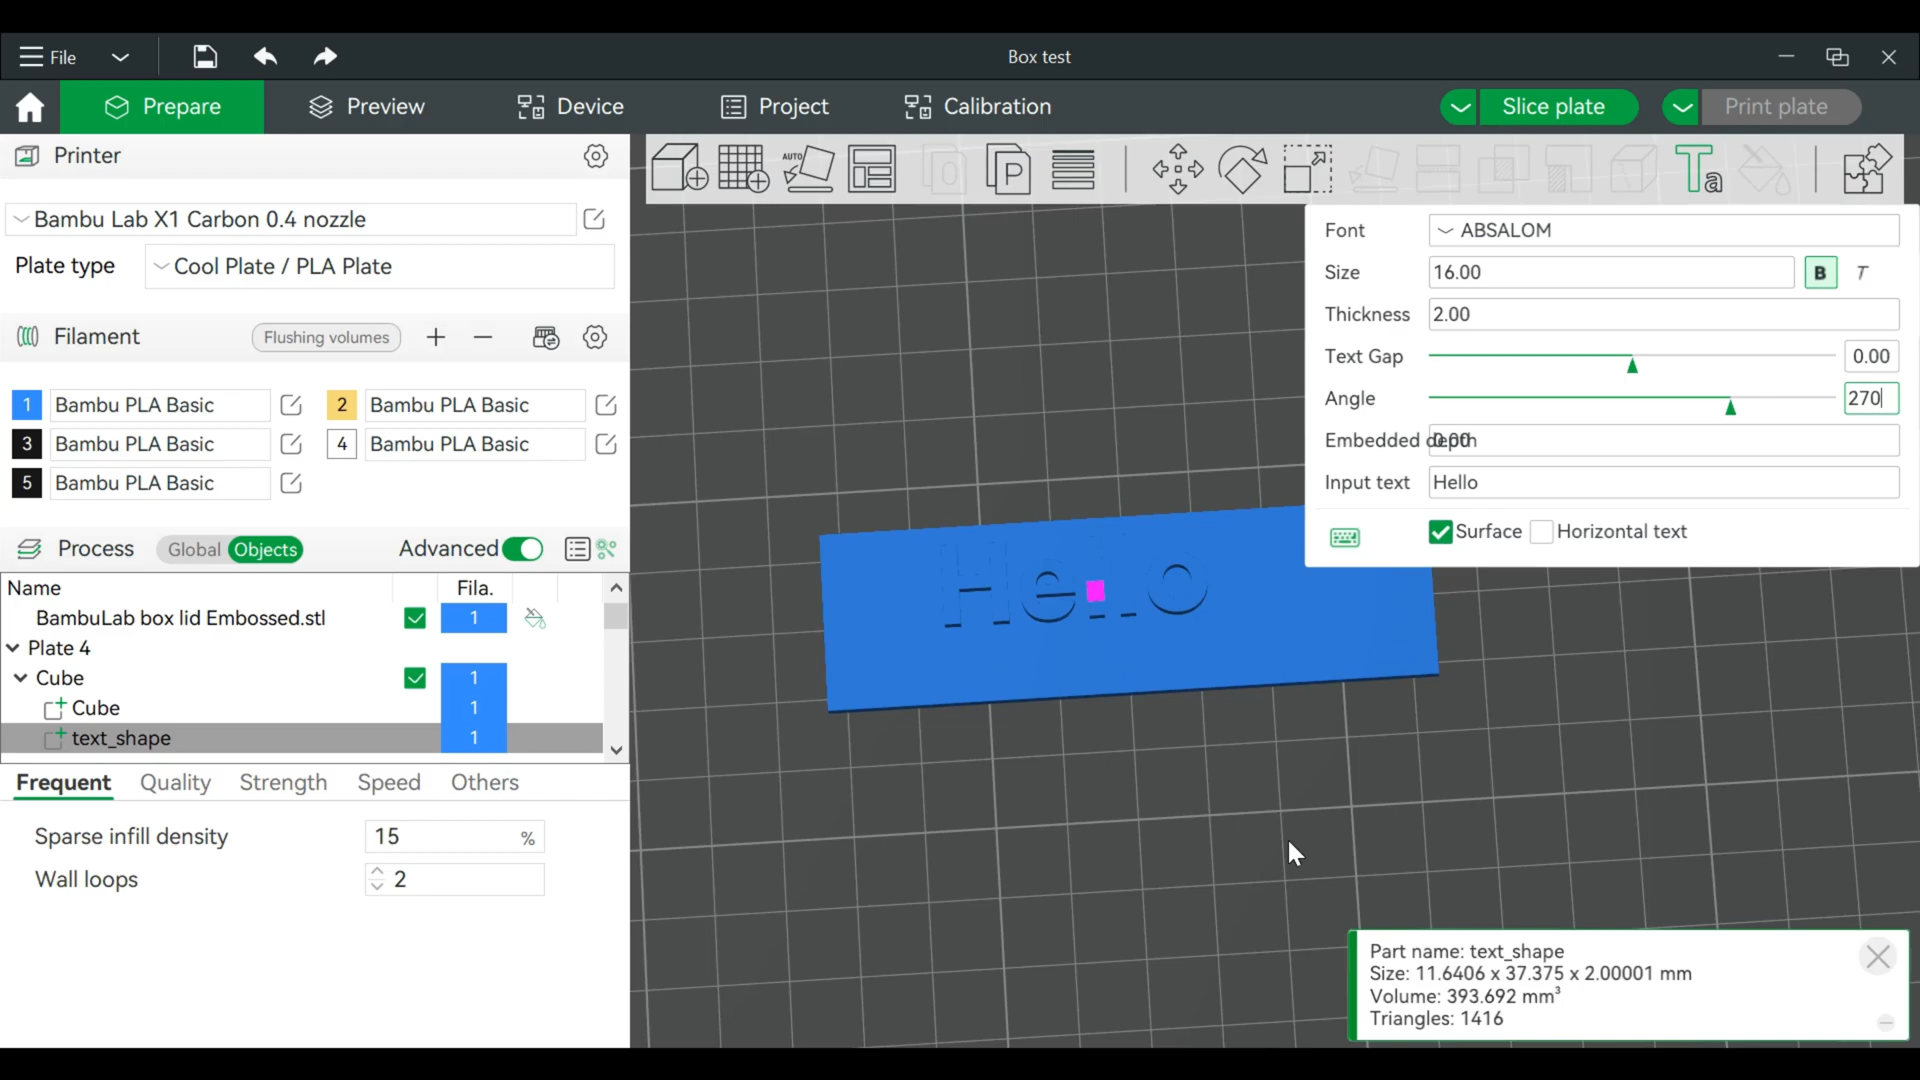 File
Box test
Prepare
Preview
Device
Project
Calibration
Slice plate
Print plate
Printer
Bambu Lab X1 Carbon 0.4 nozzle
Plate type
Cool Plate / PLA Plate
Filament
Flushing volumes
1 Bambu PLA Basic
2 Bambu PLA Basic
3 Bambu PLA Basic
4 Bambu PLA Basic
5 Bambu PLA Basic
Process
Global Objects
Advanced
Name Fila.
BambuLab box lid Embossed.stl 1
Plate 4
Cube 1
Cube 1
text_shape 1
Frequent Quality Strength Speed Others
Sparse infill density 15 %
Wall loops 2
AUTO
P
Ta
Font ABSALOM
Size 16.00 B T
Thickness 2.00
Text Gap 0.00
Angle 270
Embedded depth 0.00
Input text Hello
Surface Horizontal text
Hello
Part name: text_shape
Size: 11.6406 x 37.375 x 2.00001 mm
Volume: 393.692 mm³
Triangles: 1416